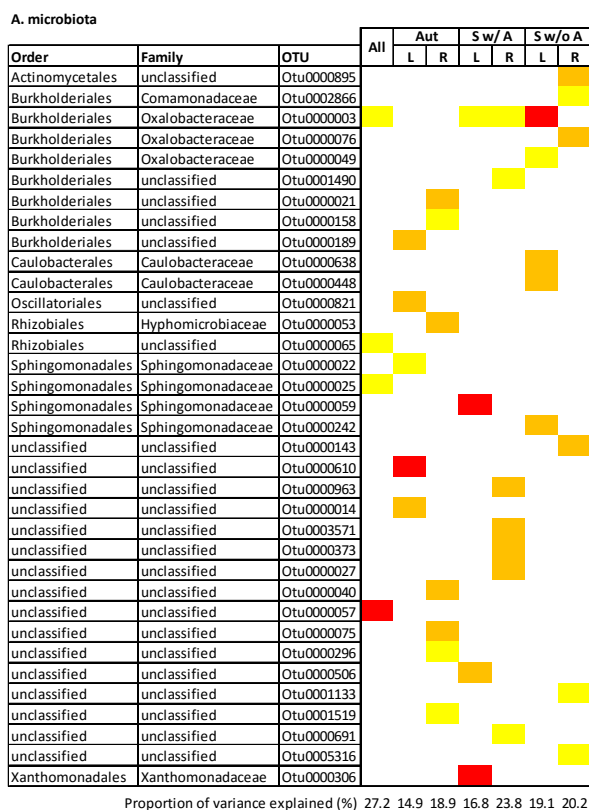 A. microbiota
All Aut S w/ A S w/o A
Order Family OTU L R L R L R
Actinomycetales unclassified Otu0000895
Burkholderiales Comamonadaceae Otu0002866
Burkholderiales Oxalobacteraceae Otu0000003
Burkholderiales Oxalobacteraceae Otu0000076
Burkholderiales Oxalobacteraceae Otu0000049
Burkholderiales unclassified Otu0001490
Burkholderiales unclassified Otu0000021
Burkholderiales unclassified Otu0000158
Burkholderiales unclassified Otu0000189
Caulobacterales Caulobacteraceae Otu0000638
Caulobacterales Caulobacteraceae Otu0000448
Oscillatoriales unclassified Otu0000821
Rhizobiales Hyphomicrobiaceae Otu0000053
Rhizobiales unclassified Otu0000065
Sphingomonadales Sphingomonadaceae Otu0000022
Sphingomonadales Sphingomonadaceae Otu0000025
Sphingomonadales Sphingomonadaceae Otu0000059
Sphingomonadales Sphingomonadaceae Otu0000242
unclassified unclassified Otu0000143
unclassified unclassified Otu0000610
unclassified unclassified Otu0000963
unclassified unclassified Otu0000014
unclassified unclassified Otu0003571
unclassified unclassified Otu0000373
unclassified unclassified Otu0000027
unclassified unclassified Otu0000040
unclassified unclassified Otu0000057
unclassified unclassified Otu0000075
unclassified unclassified Otu0000296
unclassified unclassified Otu0000506
unclassified unclassified Otu0001133
unclassified unclassified Otu0001519
unclassified unclassified Otu0000691
unclassified unclassified Otu0005316
Xanthomonadales Xanthomonadaceae Otu0000306
Proportion of variance explained (%) 27.2 14.9 18.9 16.8 23.8 19.1 20.2